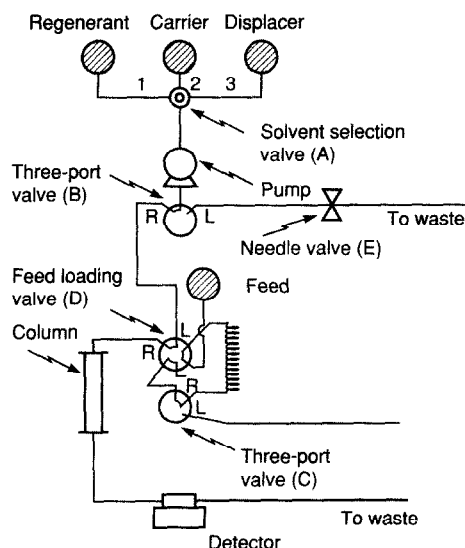 Regenerant Carrier Displacer
1 2 3
Solvent selection
valve (A)
Three-port
valve (B)
Pump
R L
To waste
Needle valve (E)
Feed loading
valve (D)
Feed
Column
L
R
L
R
L
Three-port
valve (C)
To waste
Detector